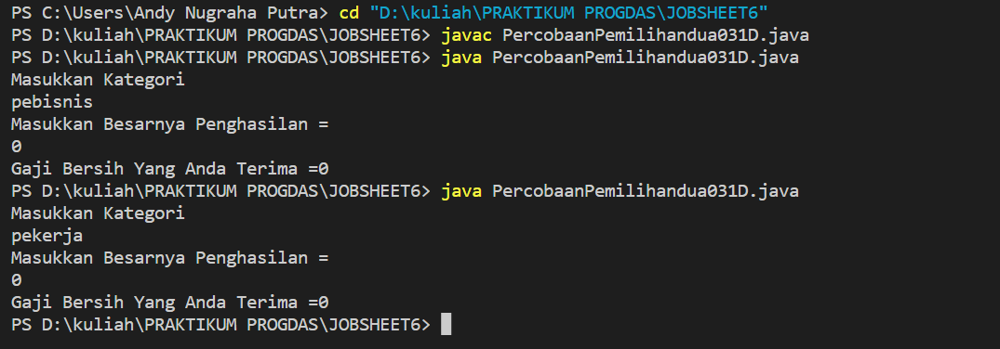 PS C:\Users\Andy Nugraha Putra> cd "D:\kuliah\PRAKTIKUM PROGDAS\JOBSHEET6"
PS D:\kuliah\PRAKTIKUM PROGDAS\JOBSHEET6> javac PercobaanPemilihandua031D.java
PS D:\kuliah\PRAKTIKUM PROGDAS\JOBSHEET6> java PercobaanPemilihandua031D.java
Masukkan Kategori
pebisnis
Masukkan Besarnya Penghasilan =
0
Gaji Bersih Yang Anda Terima =0
PS D:\kuliah\PRAKTIKUM PROGDAS\JOBSHEET6> java PercobaanPemilihandua031D.java
Masukkan Kategori
pekerja
Masukkan Besarnya Penghasilan =
0
Gaji Bersih Yang Anda Terima =0
PS D:\kuliah\PRAKTIKUM PROGDAS\JOBSHEET6>